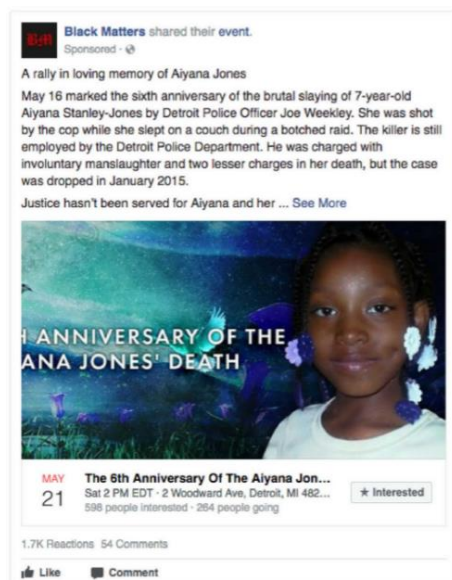 BM
Black Matters shared their event.
Sponsored ·
A rally in loving memory of Aiyana Jones
May 16 marked the sixth anniversary of the brutal slaying of 7-year-old
Aiyana Stanley-Jones by Detroit Police Officer Joe Weekley. She was shot
by the cop while she slept on a couch during a botched raid. The killer is still
employed by the Detroit Police Department. He was charged with
involuntary manslaughter and two lesser charges in her death, but the case
was dropped in January 2015.
Justice hasn't been served for Aiyana and her ... See More
H ANNIVERSARY OF THE
ANA JONES' DEATH
MAY
21
The 6th Anniversary Of The Aiyana Jon...
Sat 2 PM EDT · 2 Woodward Ave, Detroit, MI 482...
598 people interested · 264 people going
★ Interested
1.7K Reactions 54 Comments
Like Comment